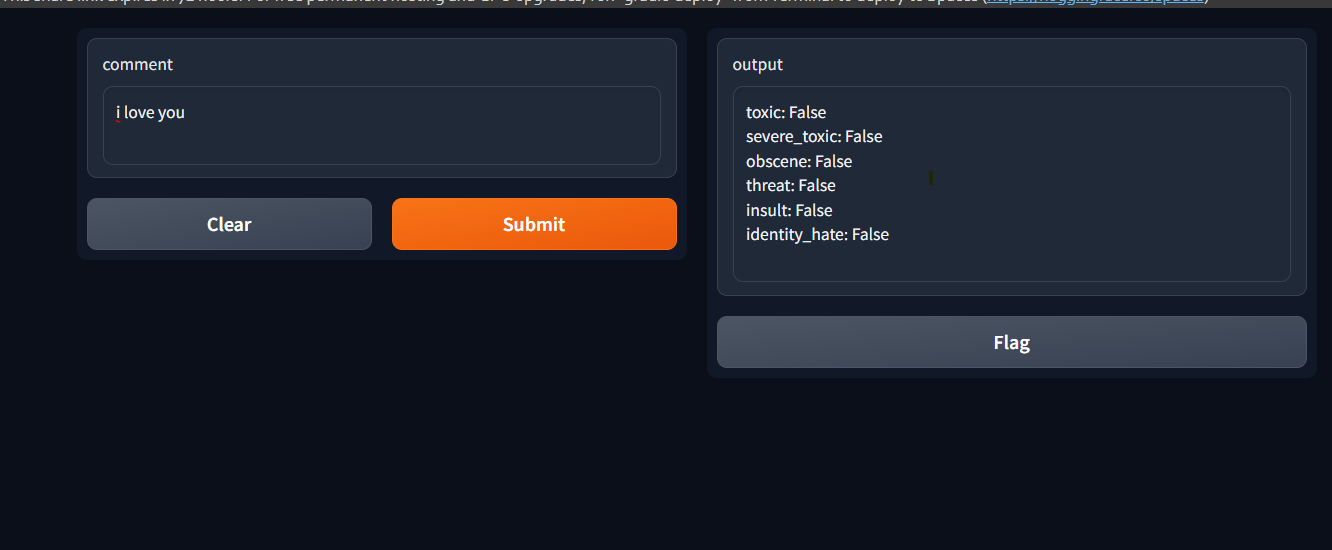 comment
i love you
Clear
Submit
output
toxic: False
severe_toxic: False
obscene: False
threat: False
insult: False
identity_hate: False
Flag